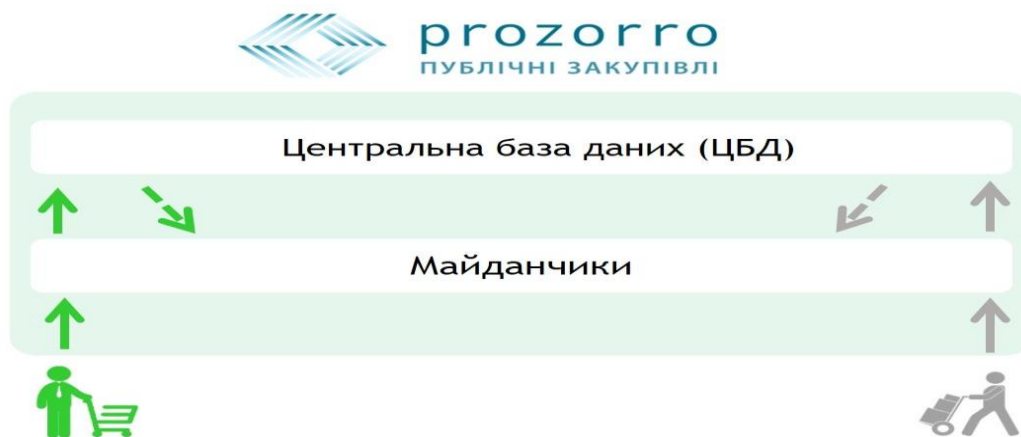 prozorro
ПУБЛІЧНІ ЗАКУПІВЛІ
Центральна база даних (ЦБД)
Майданчики